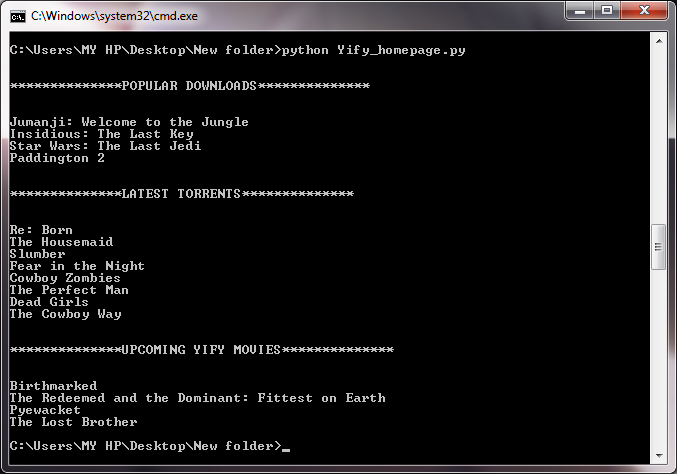 C:\Windows\system32\cmd.exe
C:\Users\MY HP\Desktop\New folder>python Yify_homepage.py
**************POPULAR DOWNLOADS**************
Jumanji: Welcome to the Jungle
Insidious: The Last Key
Star Wars: The Last Jedi
Paddington 2
**************LATEST TORRENTS**************
Re: Born
The Housemaid
Slumber
Fear in the Night
Cowboy Zombies
The Perfect Man
Dead Girls
The Cowboy Way
**************UPCOMING YIFY MOVIES**************
Birthmarked
The Redeemed and the Dominant: Fittest on Earth
Pyewacket
The Lost Brother
C:\Users\MY HP\Desktop\New folder>_